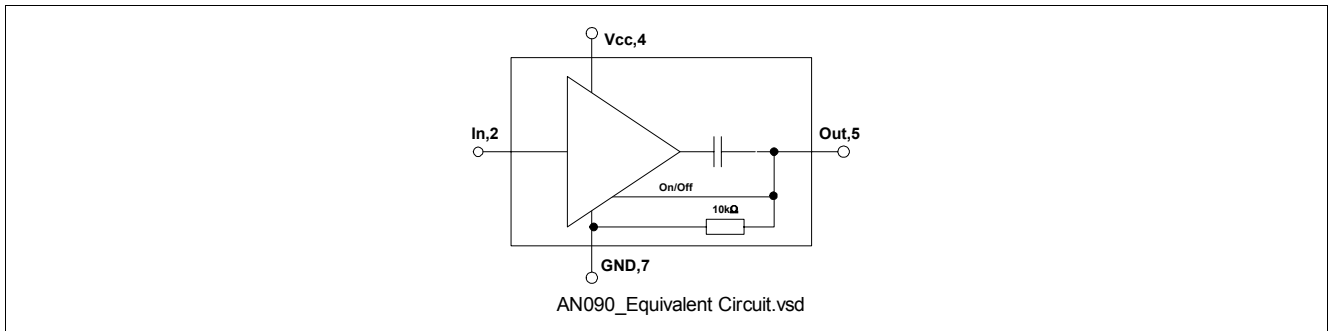 Vcc,4
In,2
Out,5
On/Off
10kΩ
GND,7
AN090_Equivalent Circuit.vsd